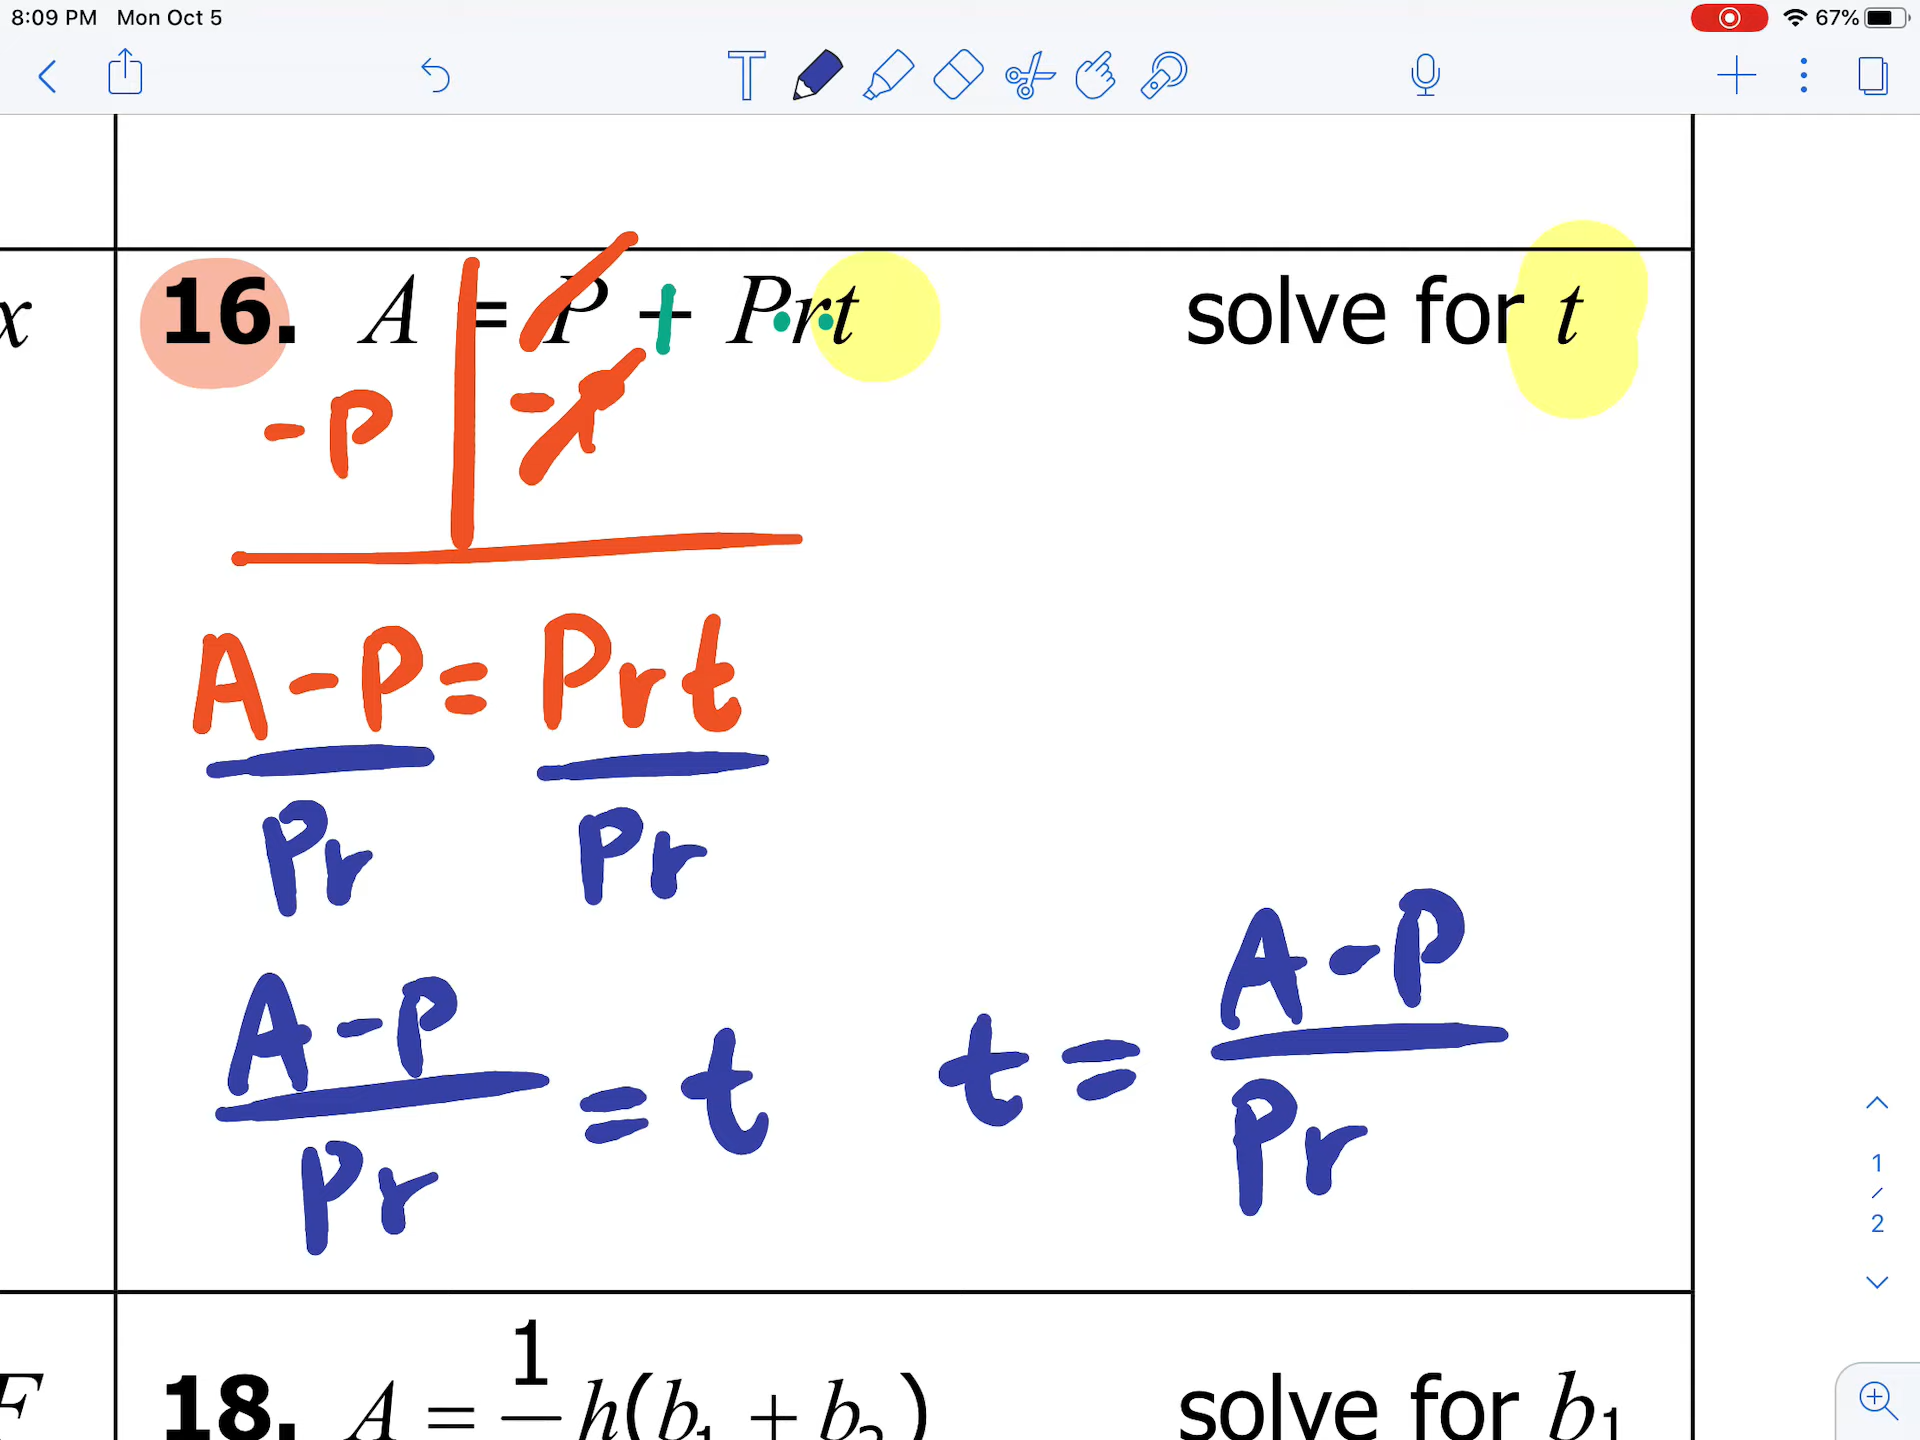 8:09 PM Mon Oct 5 67%
T
x
16. A = P + Prt solve for t
-P -P
A-P = Prt
Pr Pr
A-P
Pr = t
t = A-P
Pr
1
/
2
F
18. A = 1 h(b₁ + b₂) solve for b₁